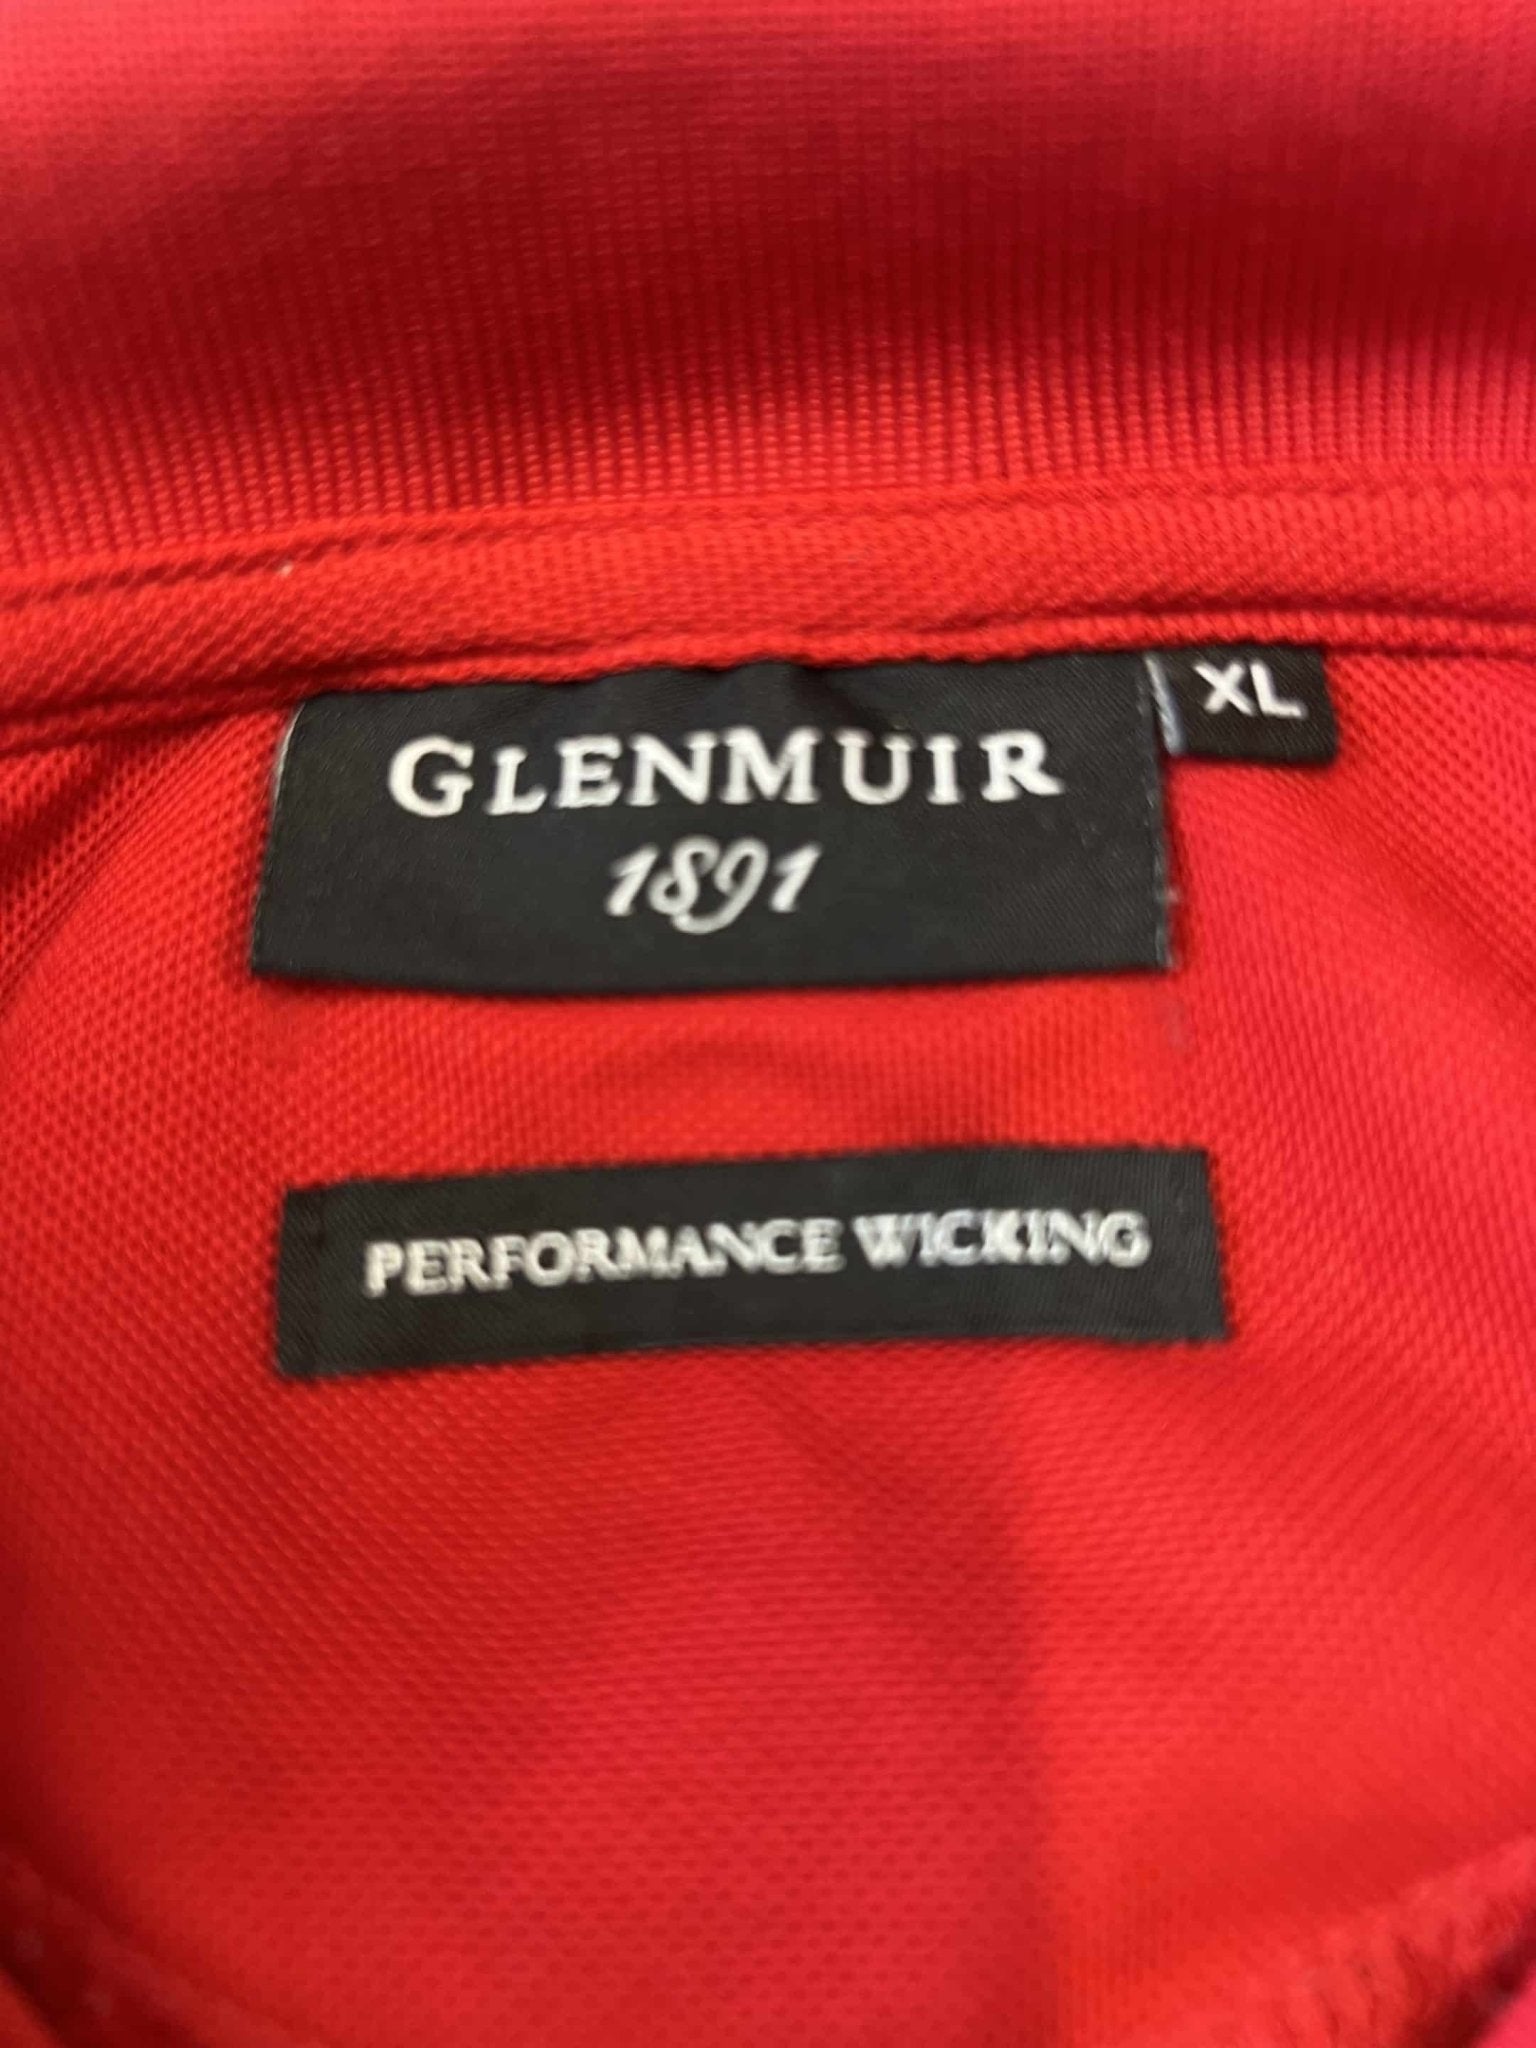 GLENMUIR
XL
1891
PERFORMANCE WICKING